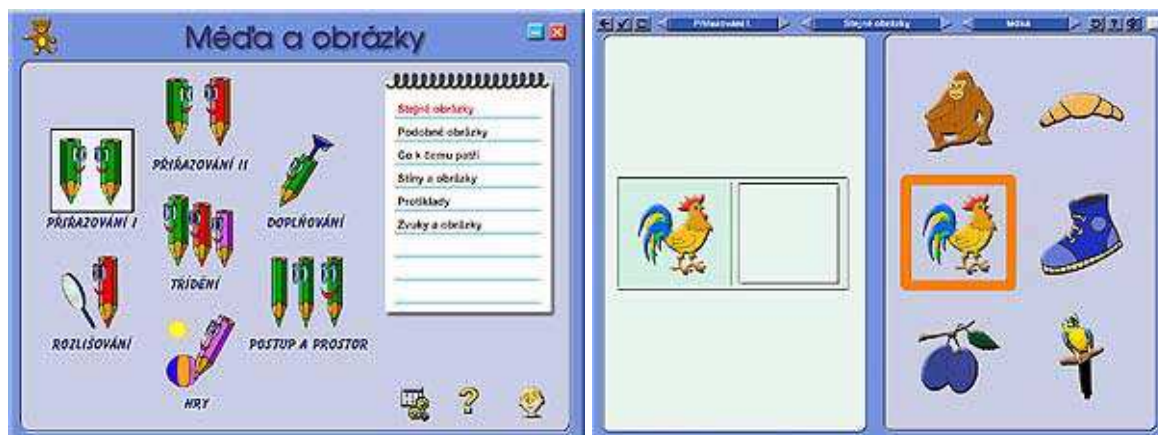 Méďa a obrázky
PŘIŘAZOVÁNÍ II
PŘIŘAZOVÁNÍ I
DOPLŇOVÁNÍ
TŘÍDĚNÍ
ROZLIŠOVÁNÍ
POSTUP A PROSTOR
HRY
Stejné obrázky
Podobné obrázky
Co k čemu patří
Stíny a obrázky
Protiklady
Zvuky a obrázky
?
Přiřazování I.
Stejné obrázky
?